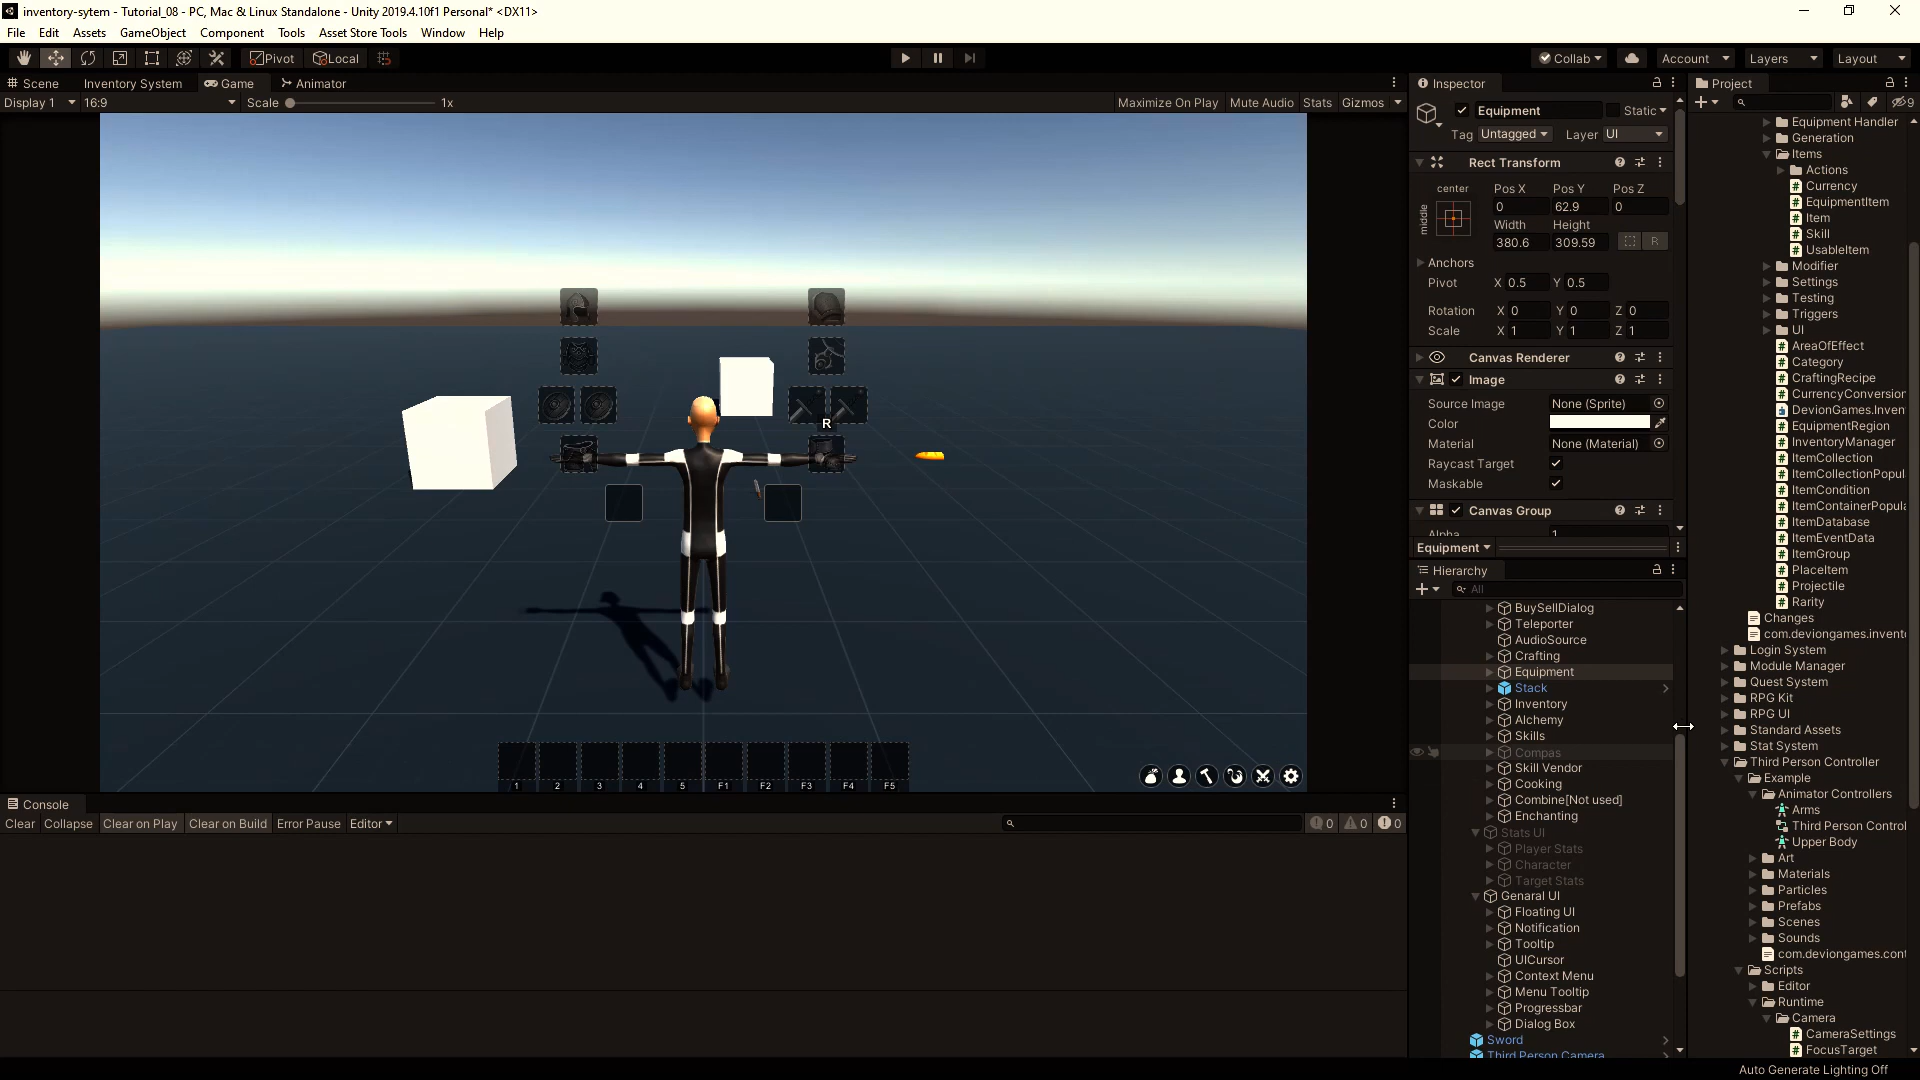 inventory-sytem - Tutorial_08 - PC, Mac & Linux Standalone - Unity 2019.4.10f1 Personal* <DX11>
File Edit Assets GameObject Component Tools Asset Store Tools Window Help
Pivot Local Collab Account Layers Layout
Scene Inventory System Game Animator
Display 1 16:9 Scale 1x Maximize On Play Mute Audio Stats Gizmos
R
1 2 3 4 5 F1 F2 F3 F4 F5
Console
Clear Collapse Clear on Play Clear on Build Error Pause Editor 0 0 0
Inspector
Equipment Static
Tag Untagged Layer UI
Rect Transform
center Pos X Pos Y Pos Z
middle 0 62.9 0
Width Height
380.6 309.59 R
Anchors
Pivot X 0.5 Y 0.5
Rotation X 0 Y 0 Z 0
Scale X 1 Y 1 Z 1
Canvas Renderer
Image
Source Image None (Sprite)
Color
Material None (Material)
Raycast Target
Maskable
Canvas Group
Alpha 1
Equipment
Hierarchy
All
BuySellDialog
Teleporter
AudioSource
Crafting
Equipment
Stack
Inventory
Alchemy
Skills
Compas
Skill Vendor
Cooking
Combine[Not used]
Enchanting
Stats UI
Player Stats
Character
Target Stats
Genaral UI
Floating UI
Notification
Tooltip
UICursor
Context Menu
Menu Tooltip
Progressbar
Dialog Box
Sword
Third Person Camera
Project
9
Equipment Handler
Generation
Items
Actions
Currency
EquipmentItem
Item
Skill
UsableItem
Modifier
Settings
Testing
Triggers
UI
AreaOfEffect
Category
CraftingRecipe
CurrencyConversion
DevionGames.Inven
EquipmentRegion
InventoryManager
ItemCollection
ItemCollectionPopul
ItemCondition
ItemContainerPopula
ItemDatabase
ItemEventData
ItemGroup
PlaceItem
Projectile
Rarity
Changes
com.deviongames.invento
Login System
Module Manager
Quest System
RPG Kit
RPG UI
Standard Assets
Stat System
Third Person Controller
Example
Animator Controllers
Arms
Third Person Control
Upper Body
Art
Materials
Particles
Prefabs
Scenes
Sounds
com.deviongames.cont
Scripts
Editor
Runtime
Camera
CameraSettings
FocusTarget
Auto Generate Lighting Off